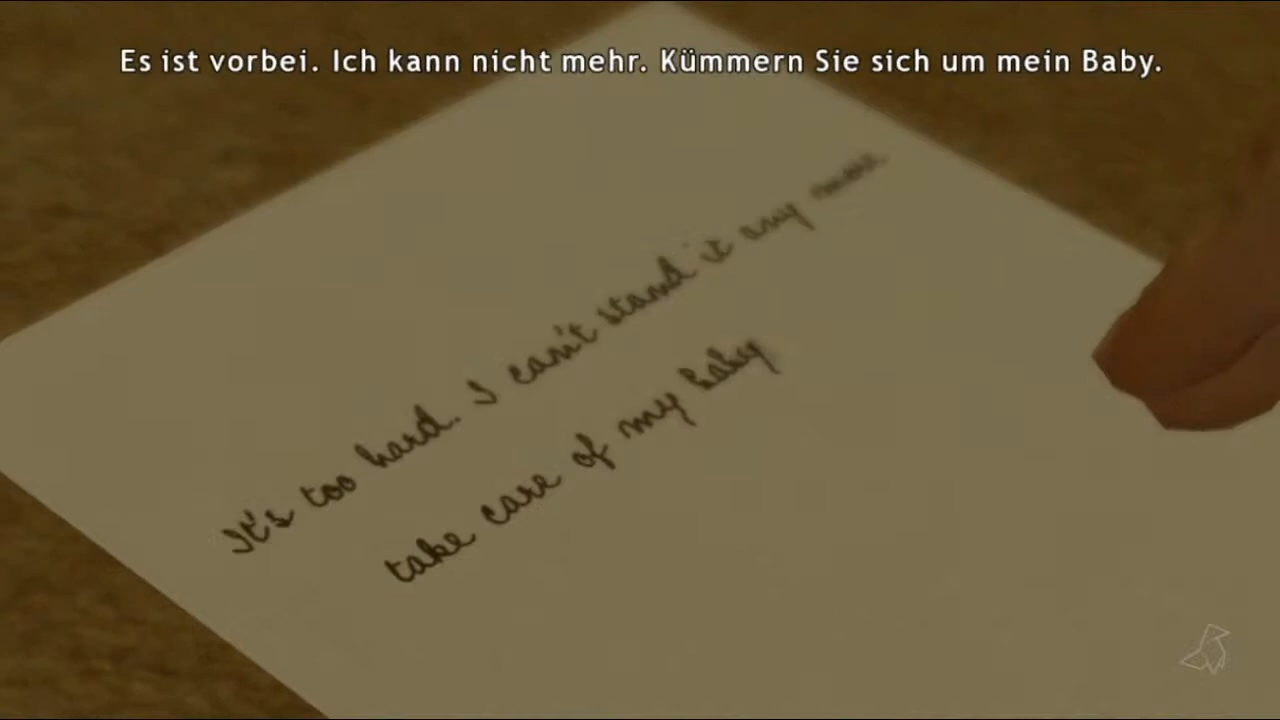 Es ist vorbei. Ich kann nicht mehr. Kümmern Sie sich um mein Baby.
It's too hard. I can't stand it any more
take care of my baby